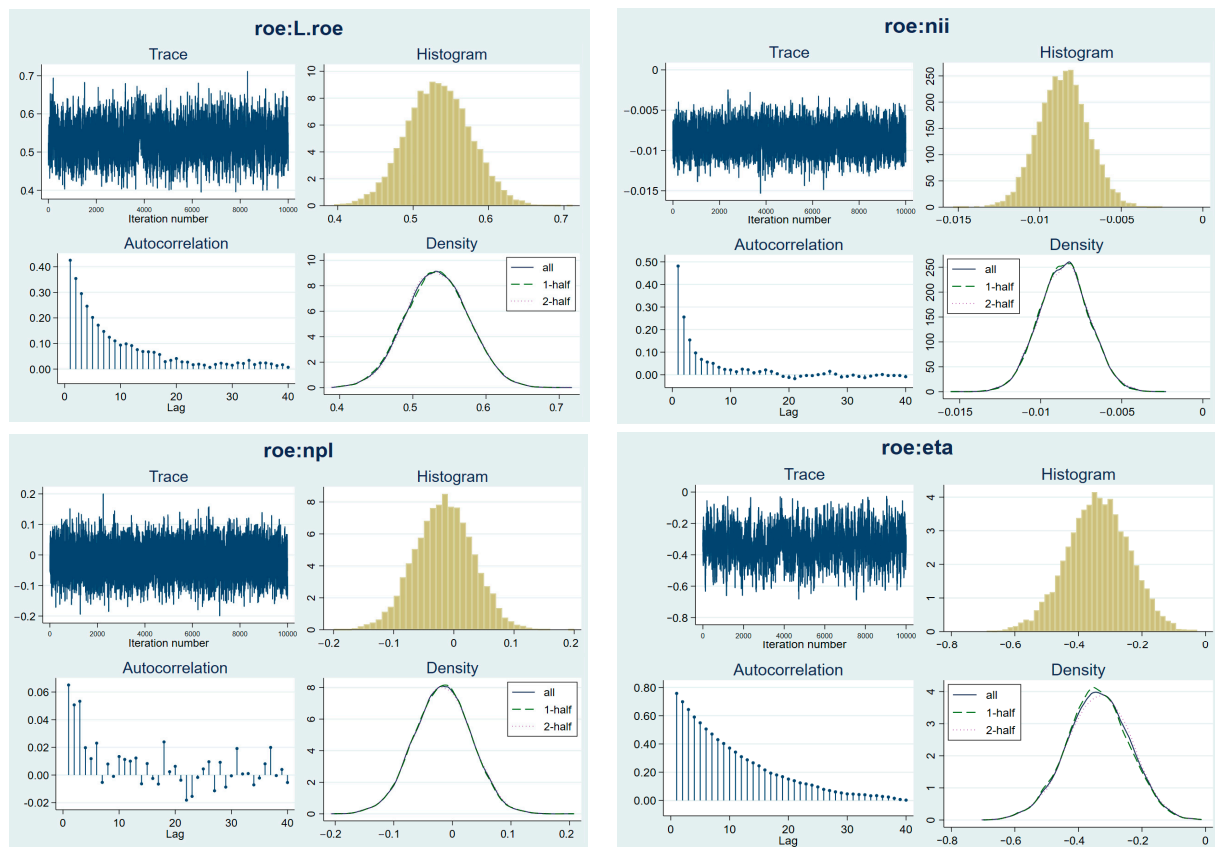 roe:L.roe
Trace
Histogram
0.7
0.6
0.5
0.4
0 2000 4000 6000 8000 10000
Iteration number
10
8
6
4
2
0
0.4 0.5 0.6 0.7
Autocorrelation
Density
0.40
0.30
0.20
0.10
0.00
0 10 20 30 40
Lag
10
8
6
4
2
0
all
1-half
2-half
0.4 0.5 0.6 0.7
roe:nii
Trace
Histogram
0
−0.005
−0.01
−0.015
0 2000 4000 6000 8000 10000
Iteration number
250
200
150
100
50
0
−0.015 −0.01 −0.005 0
Autocorrelation
Density
0.50
0.40
0.30
0.20
0.10
0.00
0 10 20 30 40
Lag
250
200
150
100
50
0
all
1-half
2-half
−0.015 −0.01 −0.005 0
roe:npl
Trace
Histogram
0.2
0.1
0
−0.1
−0.2
0 2000 4000 6000 8000 10000
Iteration number
8
6
4
2
0
−0.2 −0.1 0 0.1 0.2
Autocorrelation
Density
0.06
0.04
0.02
0.00
−0.02
0 10 20 30 40
Lag
8
6
4
2
0
all
1-half
2-half
−0.2 −0.1 0 0.1 0.2
roe:eta
Trace
Histogram
0
−0.2
−0.4
−0.6
−0.8
0 2000 4000 6000 8000 10000
Iteration number
4
3
2
1
0
−0.8 −0.6 −0.4 −0.2 0
Autocorrelation
Density
0.80
0.60
0.40
0.20
0.00
0 10 20 30 40
Lag
4
3
2
1
0
all
1-half
2-half
−0.8 −0.6 −0.4 −0.2 0